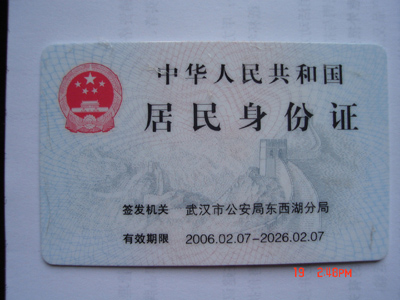 中华人民共和国
居民身份证
签发机关 武汉市公安局东西湖分局
有效期限 2006.02.07-2026.02.07